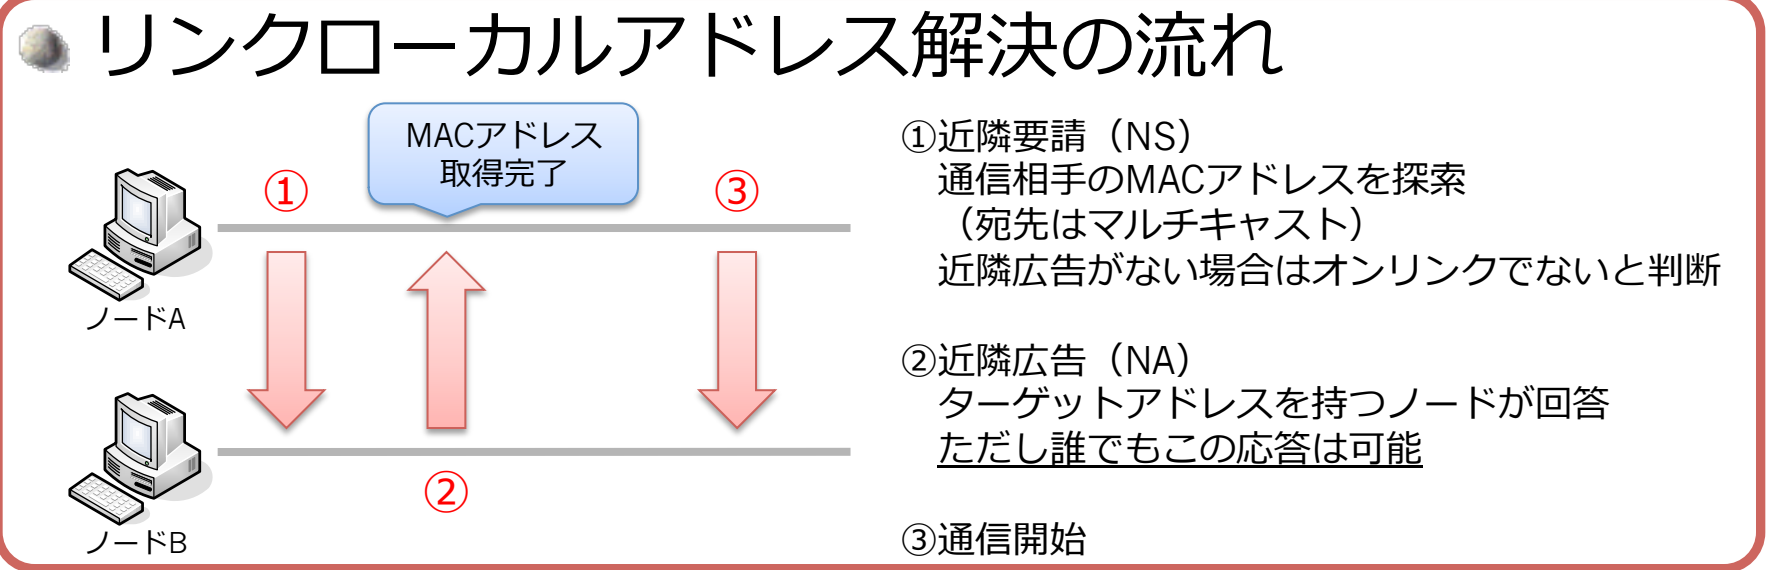 リンクローカルアドレス解決の流れ
MACアドレス
取得完了
①
③
ノードA
②
ノードB
①近隣要請（NS）
通信相手のMACアドレスを探索
（宛先はマルチキャスト）
近隣広告がない場合はオンリンクでないと判断
②近隣広告（NA）
ターゲットアドレスを持つノードが回答
ただし誰でもこの応答は可能
③通信開始